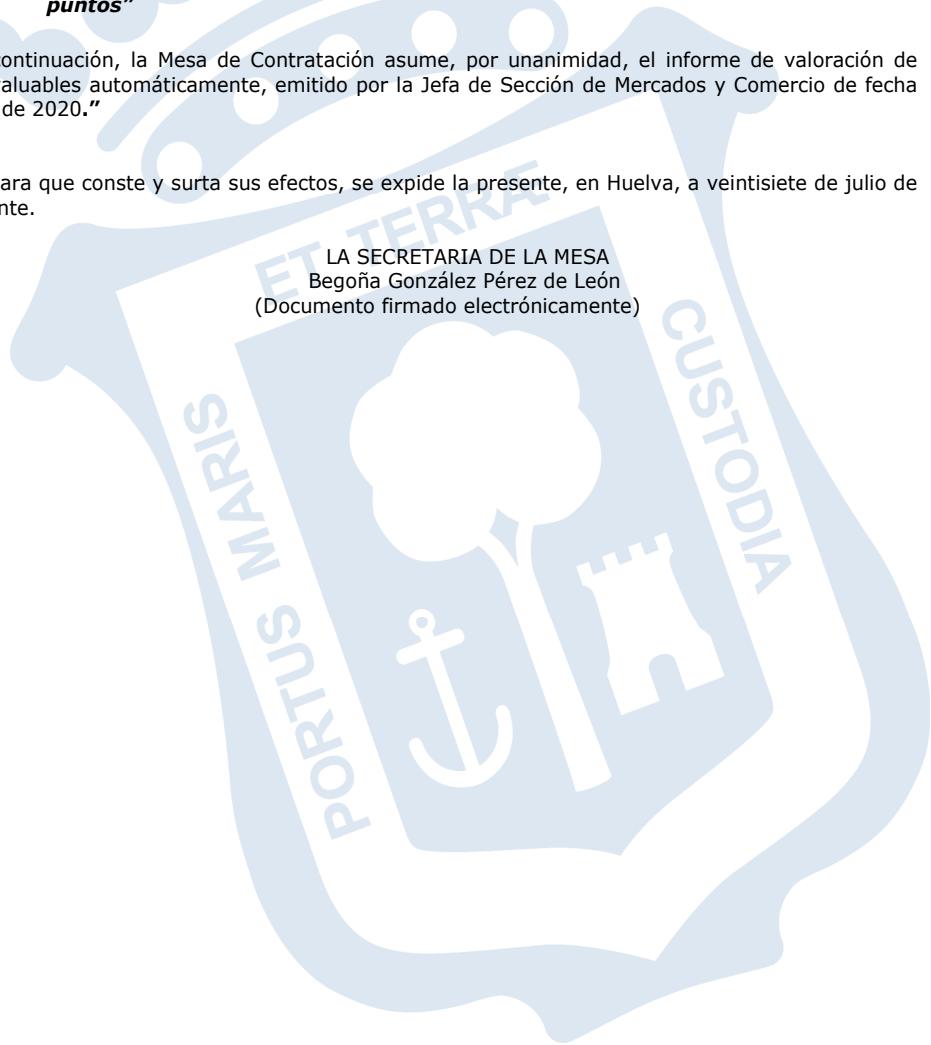 puntos”
continuación, la Mesa de Contratación asume, por unanimidad, el informe de valoración de
aluables automáticamente, emitido por la Jefa de Sección de Mercados y Comercio de fecha
de 2020.”
ara que conste y surta sus efectos, se expide la presente, en Huelva, a veintisiete de julio de
nte.
LA SECRETARIA DE LA MESA
Begoña González Pérez de León
(Documento firmado electrónicamente)
PORTUS MARIS ET TERRÆ CUSTODIA